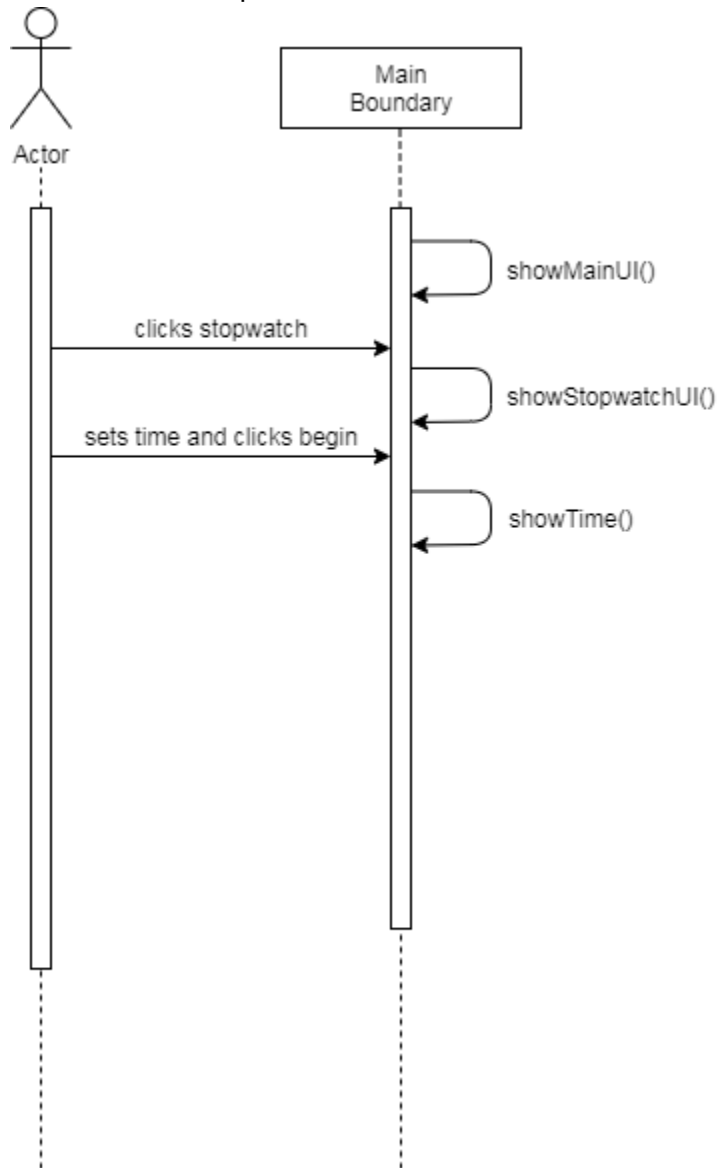 Main
Boundary
Actor
showMainUI()
clicks stopwatch
showStopwatchUI()
sets time and clicks begin
showTime()